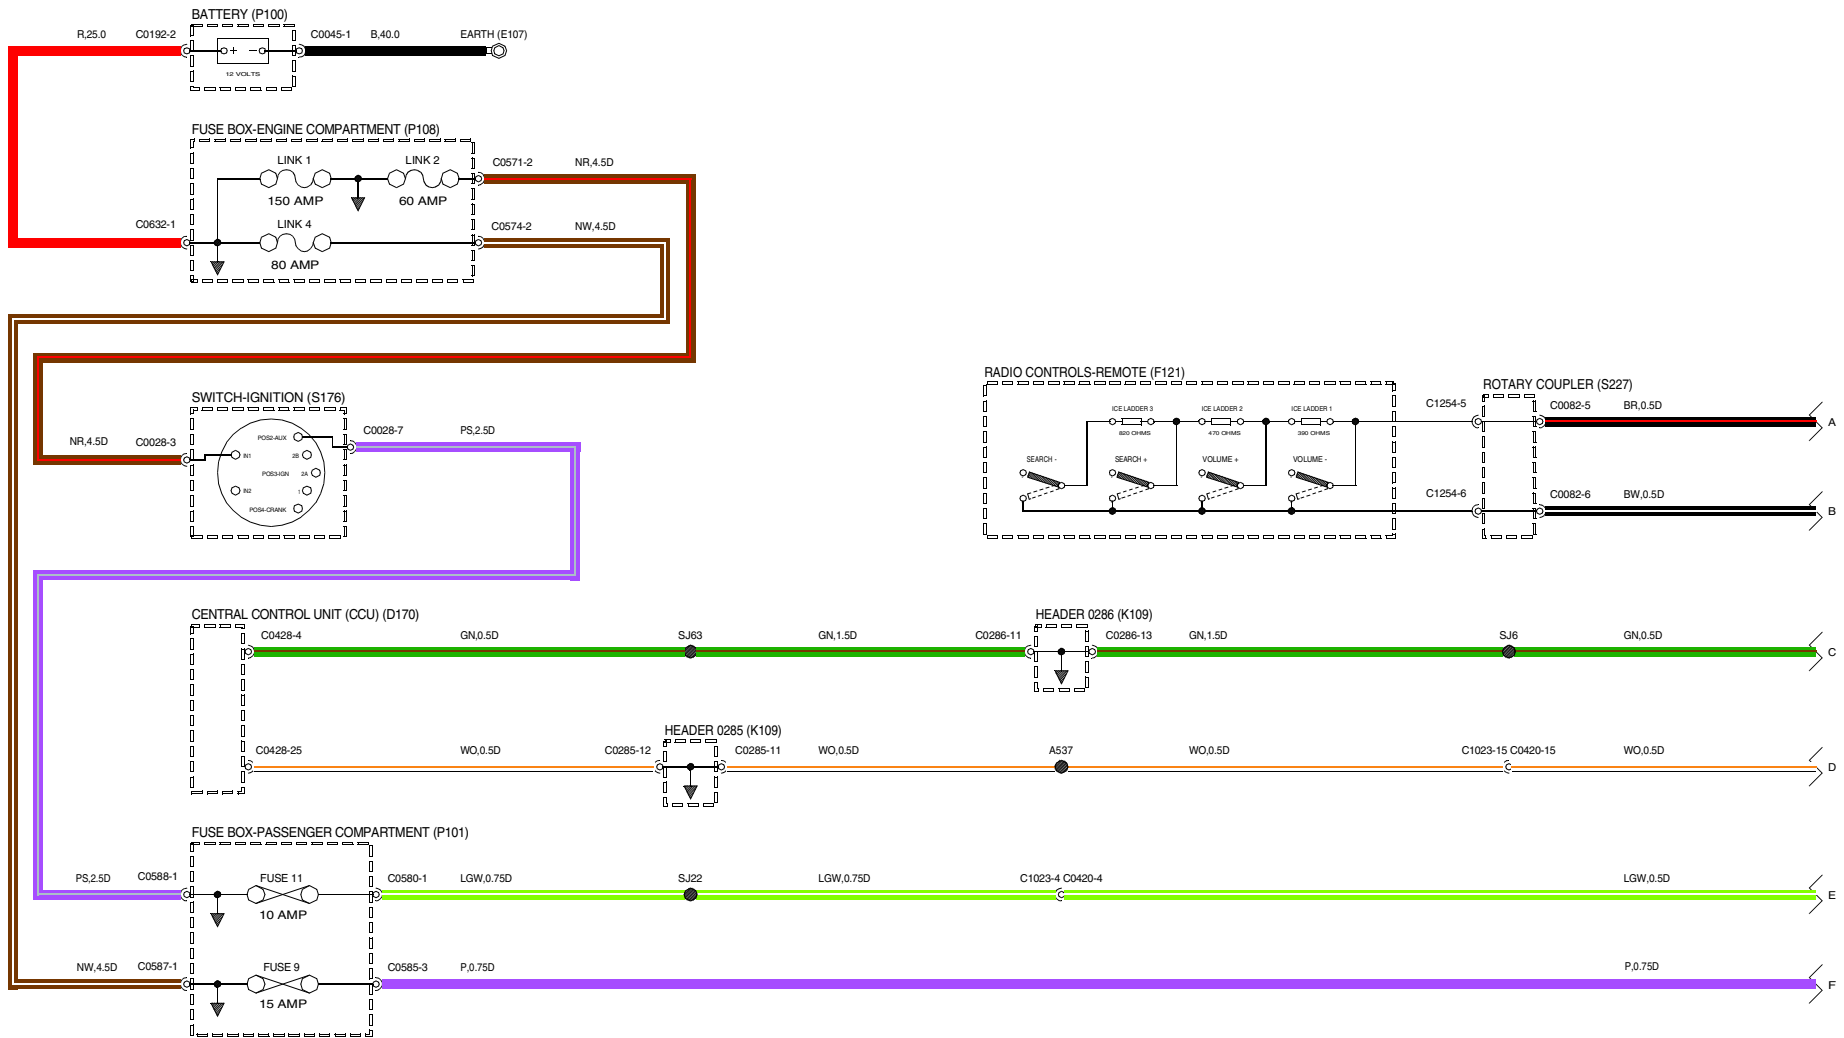 BATTERY (P100)
R,25.0 C0192-2 C0045-1 B,40.0 EARTH (E107)
+ -
12 VOLTS
FUSE BOX-ENGINE COMPARTMENT (P108)
LINK 1 LINK 2 C0571-2 NR,4.5D
150 AMP 60 AMP
C0632-1 LINK 4 C0574-2 NW,4.5D
80 AMP
RADIO CONTROLS-REMOTE (F121)
ROTARY COUPLER (S227)
SWITCH-IGNITION (S176)
ICE LADDER 3 ICE LADDER 2 ICE LADDER 1 C1254-5 C0082-5 BR,0.5D
A
820 OHMS 470 OHMS 390 OHMS
NR,4.5D C0028-3 POS2-AUX C0028-7 PS,2.5D
IN1 2B
SEARCH - SEARCH + VOLUME + VOLUME -
POS3-IGN 2A
IN2 1
C1254-6 C0082-6 BW,0.5D
POS4-CRANK
B
CENTRAL CONTROL UNIT (CCU) (D170) HEADER 0286 (K109)
C0428-4 GN,0.5D SJ63 GN,1.5D C0286-11 C0286-13 GN,1.5D SJ6 GN,0.5D
C
HEADER 0285 (K109)
C0428-25 WO,0.5D C0285-12 C0285-11 WO,0.5D A537 WO,0.5D C1023-15 C0420-15 WO,0.5D
D
FUSE BOX-PASSENGER COMPARTMENT (P101)
PS,2.5D C0588-1 FUSE 11 C0580-1 LGW,0.75D SJ22 LGW,0.75D C1023-4 C0420-4 LGW,0.5D
E
10 AMP
NW,4.5D C0587-1 FUSE 9 C0585-3 P,0.75D P,0.75D
F
15 AMP